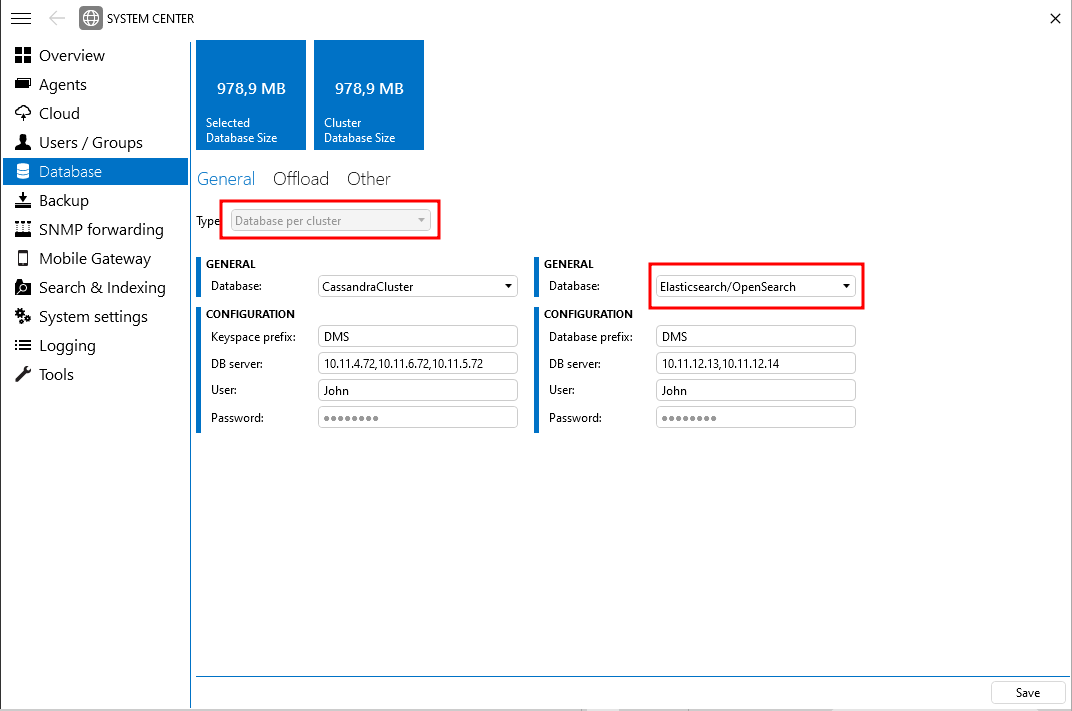 SYSTEM CENTER
Overview
Agents
Cloud
Users / Groups
Database
Backup
SNMP forwarding
Mobile Gateway
Search & Indexing
System settings
Logging
Tools
978,9 MB
Selected
Database Size
978,9 MB
Cluster
Database Size
General Offload Other
Type Database per cluster
GENERAL
Database: CassandraCluster
CONFIGURATION
Keyspace prefix: DMS
DB server: 10.11.4.72,10.11.6.72,10.11.5.72
User: John
Password: ●●●●●●●●
GENERAL
Database: Elasticsearch/OpenSearch
CONFIGURATION
Database prefix: DMS
DB server: 10.11.12.13,10.11.12.14
User: John
Password: ●●●●●●●●
Save